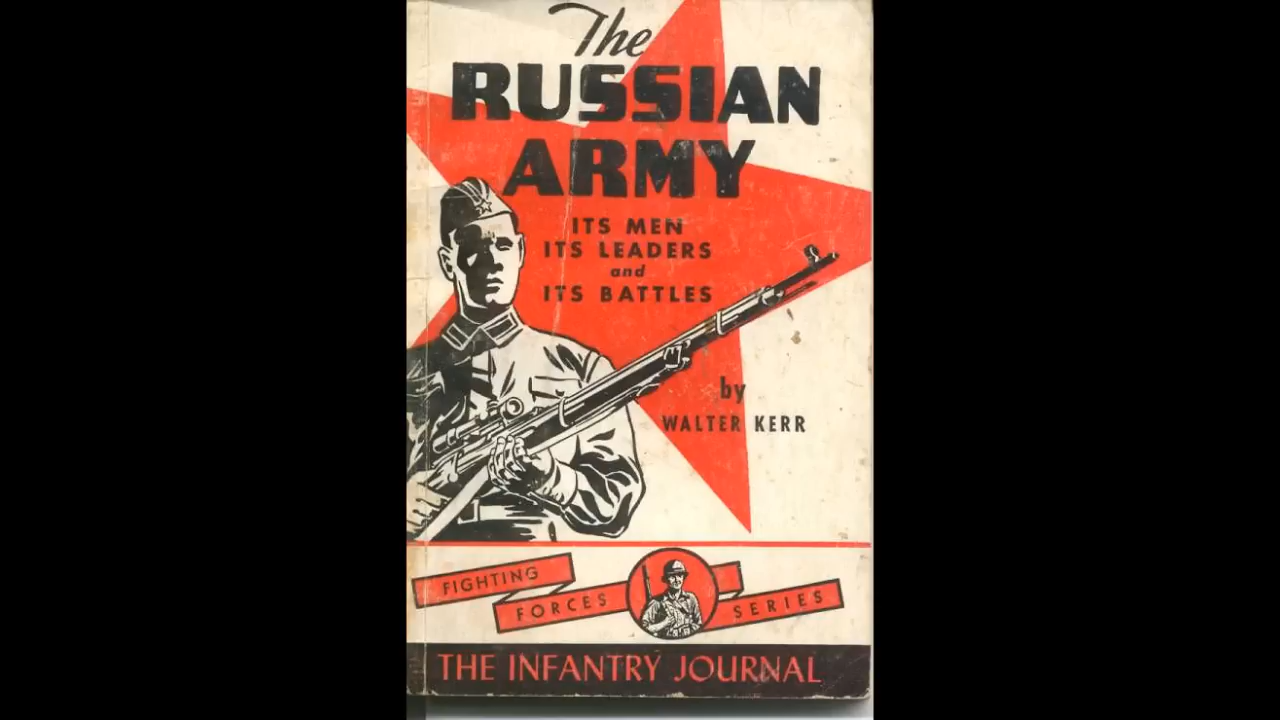 The
RUSSIAN
ARMY
ITS MEN
ITS LEADERS
and
ITS BATTLES
by
WALTER KERR
FIGHTING
FORCES
SERIES
THE INFANTRY JOURNAL